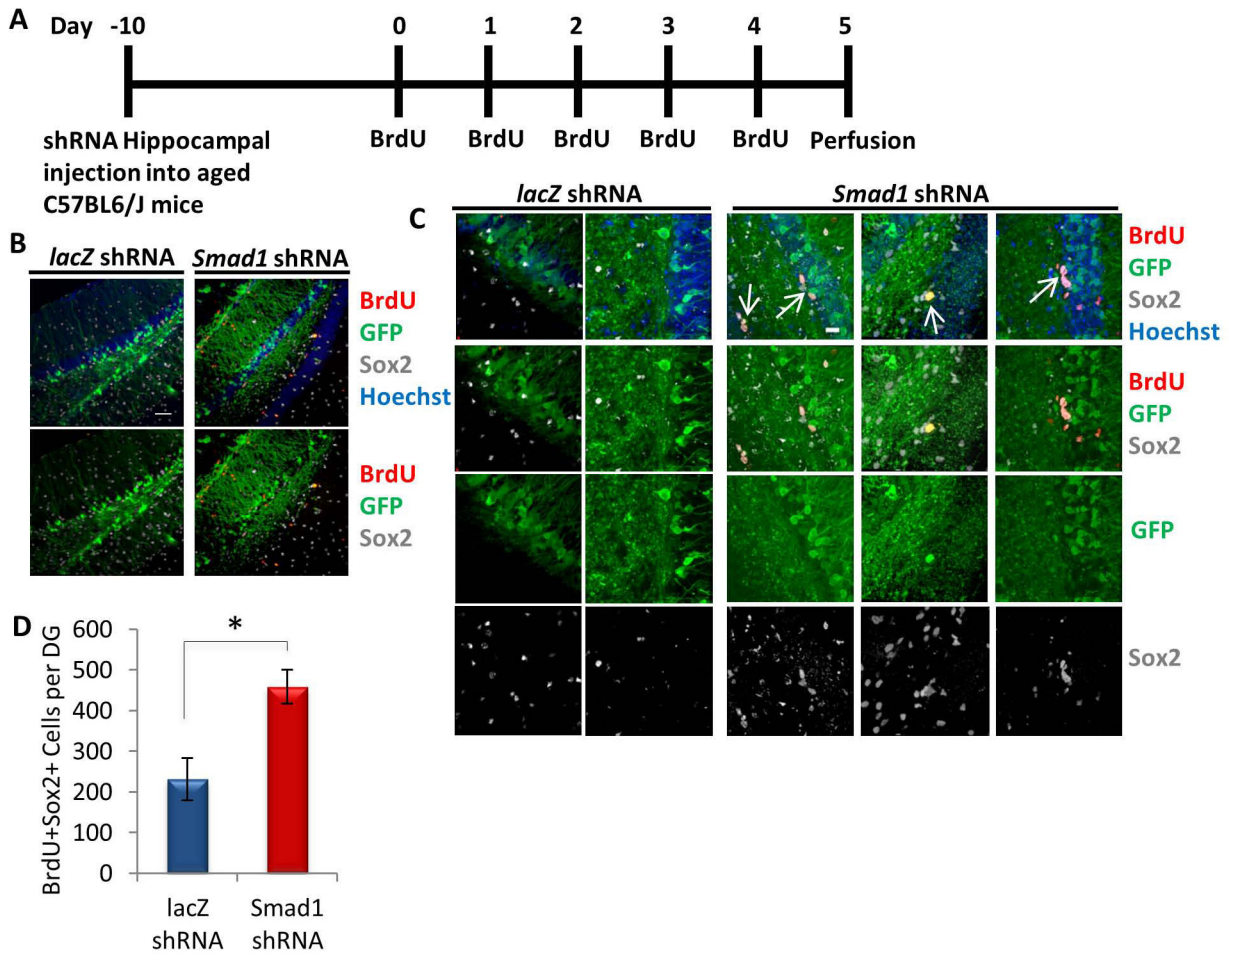 A
Day -10 0 1 2 3 4 5
shRNA Hippocampal
injection into aged
C57BL6/J mice
BrdU BrdU BrdU BrdU BrdU Perfusion
B
lacZ shRNA Smad1 shRNA
BrdU
GFP
Sox2
Hoechst
BrdU
GFP
Sox2
C
lacZ shRNA Smad1 shRNA
BrdU
GFP
Sox2
Hoechst
BrdU
GFP
Sox2
GFP
Sox2
D
BrdU+Sox2+ Cells per DG
600
500
400
300
200
100
0
*
lacZ
shRNA
Smad1
shRNA